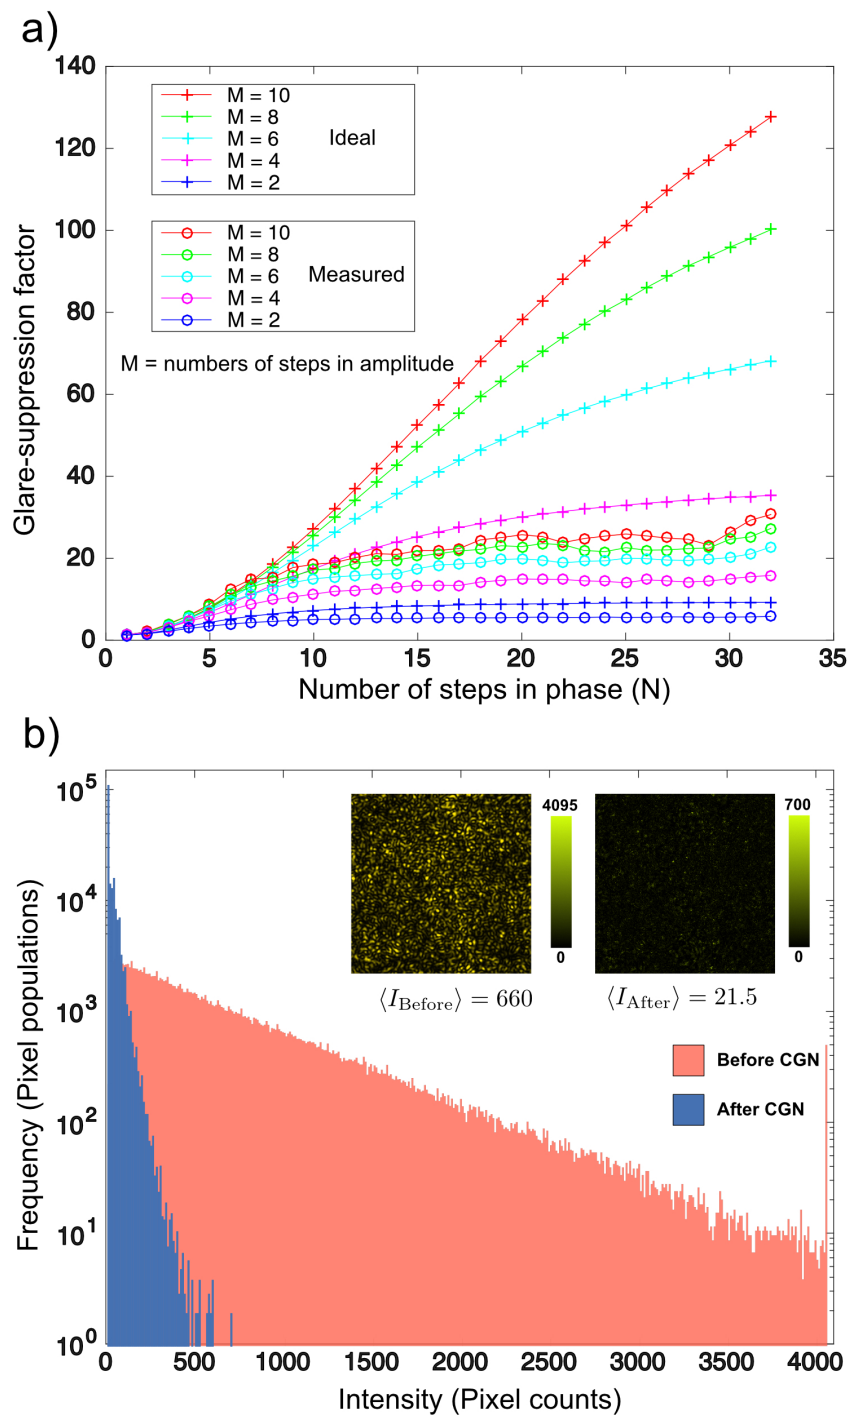 a)
140
120
100
80
60
40
20
0
Glare-suppression factor
M = 10
M = 8
M = 6
M = 4
M = 2
Ideal
M = 10
M = 8
M = 6
M = 4
M = 2
Measured
M = numbers of steps in amplitude
0 5 10 15 20 25 30 35
Number of steps in phase (N)
b)
10^5
10^4
10^3
10^2
10^1
10^0
Frequency (Pixel populations)
4095
0
700
0
⟨I_Before⟩ = 660
⟨I_After⟩ = 21.5
Before CGN
After CGN
0 500 1000 1500 2000 2500 3000 3500 4000
Intensity (Pixel counts)